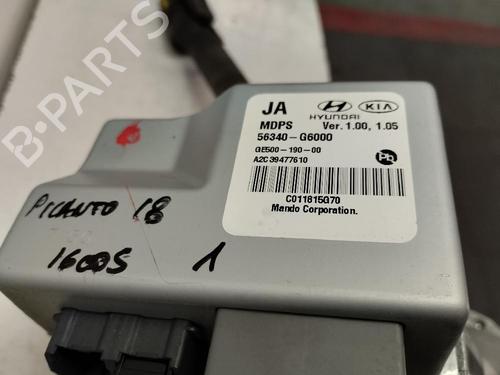 JA
HYUNDAI
KIA
MDPS
Ver. 1.00, 1.05
56340-G6000
GE500-190-00
A2C39477610
Pb
C011815G70
Mando Corporation.
PICANTO 18
1600S
1
B-PARTS